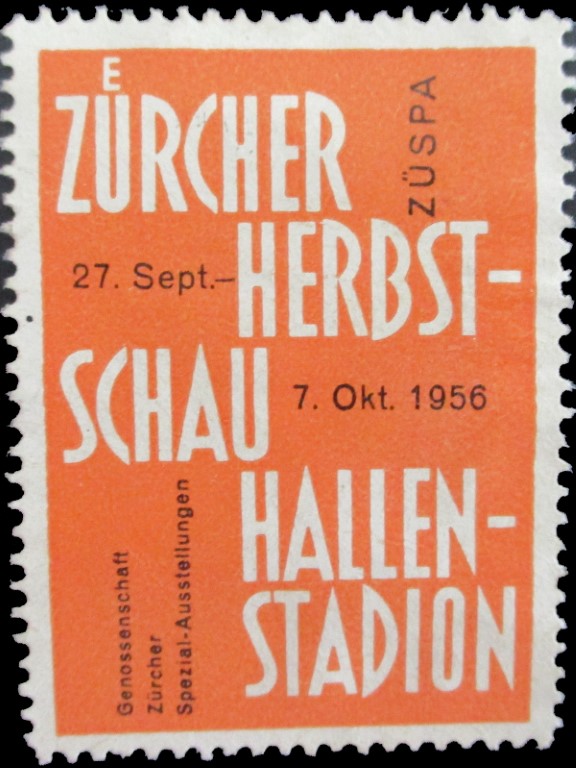 ZÜRCHER
ZÜSPA
27. Sept.–HERBST-
SCHAU 7. Okt. 1956
HALLEN-
STADION
Genossenschaft
Zürcher
Spezial-Ausstellungen